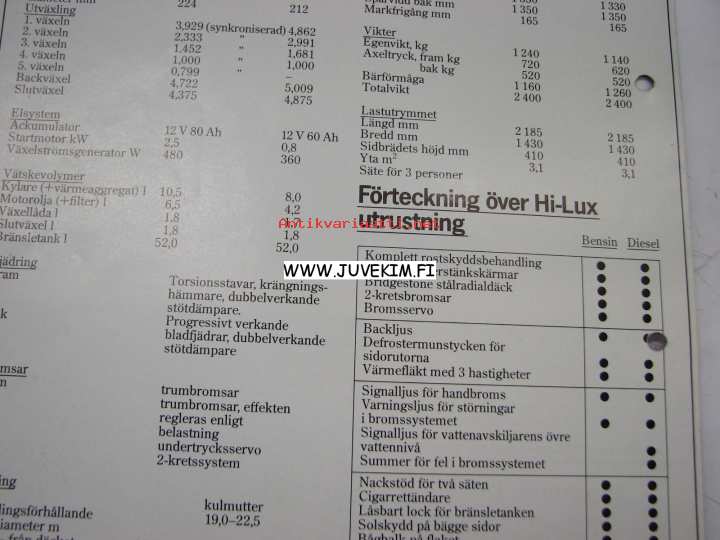 224 212
Utväxling
1. växeln 3,929 (synkroniserad) 4,862
2. växeln 2,333 " 2,991
3. växeln 1,452 " 1,681
4. växeln 1,000 " 1,000
5. växeln 0,799 " –
Backväxel 4,722 5,009
Slutväxel 4,375 4,875
Elsystem
Ackumulator 12 V 80 Ah 12 V 60 Ah
Startmotor kW 2,5 0,8
Växelströmsgenerator W 480 360
Vätskevolymer
Kylare (+värmeaggregat) l 10,5 8,0
Motorolja (+filter) l 6,5 4,2
Växellåda l 1,8
Slutväxel l 1,8 1,8
Bränsletank l 52,0 52,0
fjädring
ram Torsionsstavar, krängnings-
hämmare, dubbelverkande
stötdämpare.
Progressivt verkande
bladfjädrar, dubbelverkande
stötdämpare
trumbromsar
trumbromsar, effekten
regleras enligt
belastning
undertrycksservo
2-kretssystem
kulmutter
lingsförhållande 19,0–22,5
diameter m
bak mm 1 330
Markfrigång mm 1 350 1 350
165 165
Vikter
Egenvikt, kg 1 240 1 140
Axeltryck, fram kg 720 620
bak kg 520 520
Bärförmåga 1 160 1 260
Totalvikt 2 400 2 400
Lastutrymmet
Längd mm 2 185 2 185
Bredd mm 1 430 1 430
Sidbrädets höjd mm 410 410
Yta m² 3,1 3,1
Säte för 3 personer
Förteckning över Hi-Lux
utrustning
Bensin Diesel
Komplett rostskyddsbehandling
Bridgestone stålradialdäck
2-kretsbromsar
Bromsservo
Backljus
Defrostermunstycken för
sidorutorna
Värmefläkt med 3 hastigheter
Signalljus för handbroms
Varningsljus för störningar
i bromssystemet
Signalljus för vattenavskiljarens övre
vattennivå
Summer för fel i bromssystemet
Nackstöd för två säten
Cigarrettändare
Låsbart lock för bränsletanken
Solskydd på bägge sidor
Antikvariaatti.net
WWW.JUVEKIM.FI